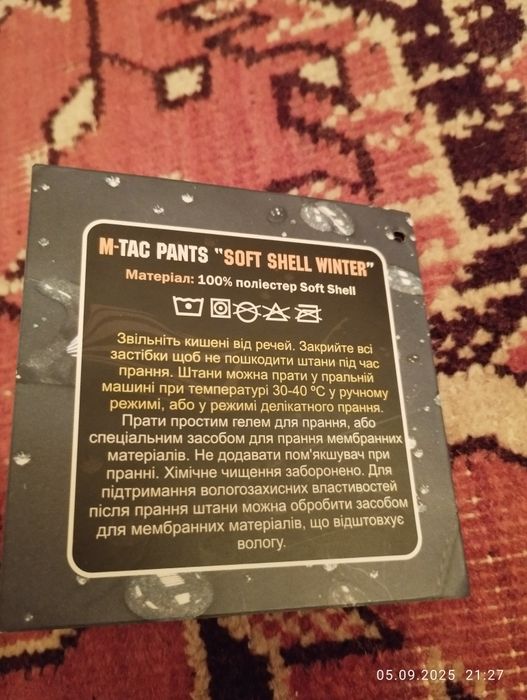 M-TAC PANTS "SOFT SHELL WINTER"
Матеріал: 100% поліестер Soft Shell
Звільніть кишені від речей. Закрийте всі
застібки щоб не пошкодити штани під час
прання. Штани можна прати у пральній
машині при температурі 30-40 ºC у ручному
режимі, або у режимі делікатного прання.
Прати простим гелем для прання, або
спеціальним засобом для прання мембранних
матеріалів. Не додавати пом'якшувач при
пранні. Хімічне чищення заборонено. Для
підтримання вологозахисних властивостей
після прання штани можна обробити засобом
для мембранних матеріалів, що відштовхує
вологу.
05.09.2025 21:27